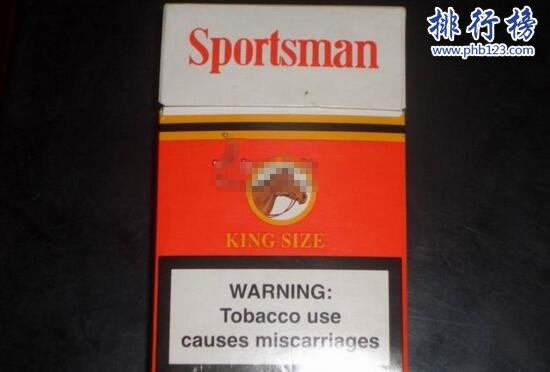 排行榜
www.phb123.com
Sportsman
KING SIZE
WARNING:
Tobacco use
causes miscarriages